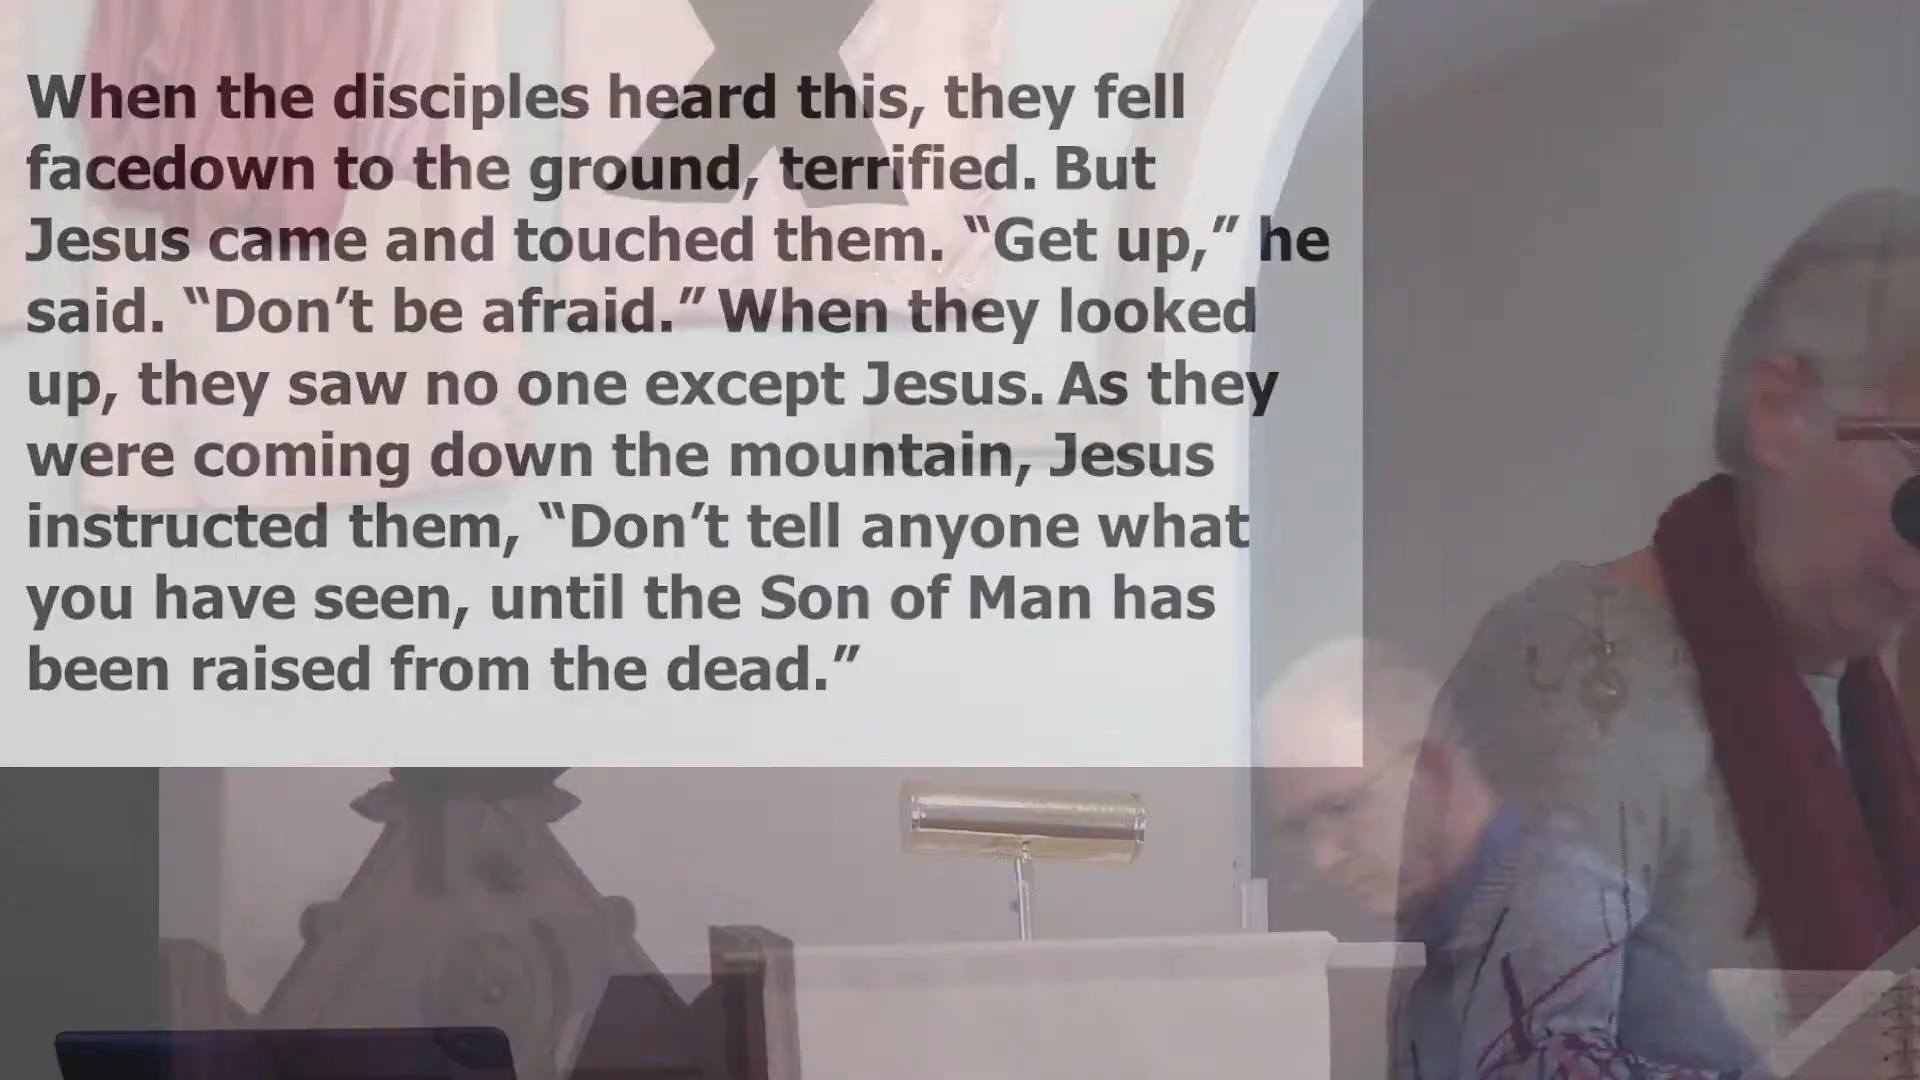 When the disciples heard this, they fell
facedown to the ground, terrified. But
Jesus came and touched them. “Get up,” he
said. “Don’t be afraid.” When they looked
up, they saw no one except Jesus. As they
were coming down the mountain, Jesus
instructed them, “Don’t tell anyone what
you have seen, until the Son of Man has
been raised from the dead.”